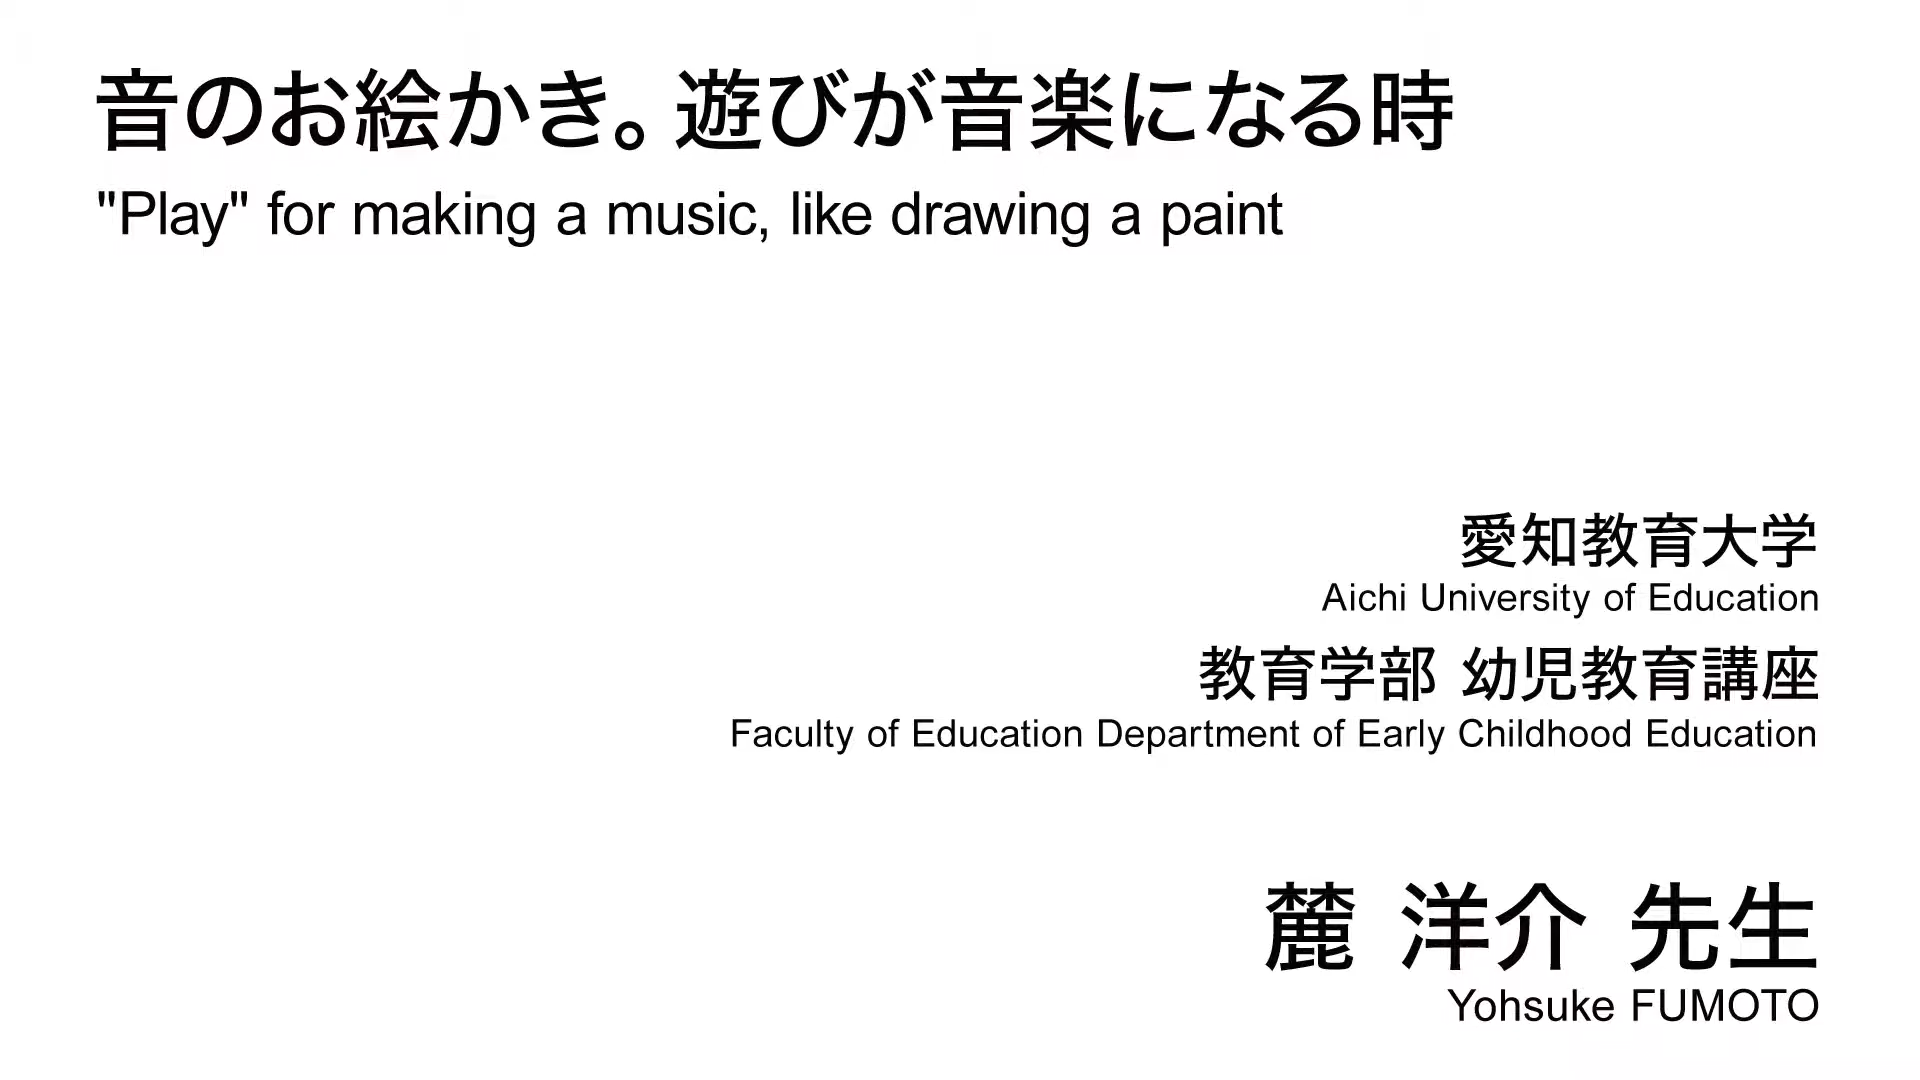 音のお絵かき。遊びが音楽になる時
"Play" for making a music, like drawing a paint
愛知教育大学
Aichi University of Education
教育学部 幼児教育講座
Faculty of Education Department of Early Childhood Education
麓 洋介 先生
Yohsuke FUMOTO